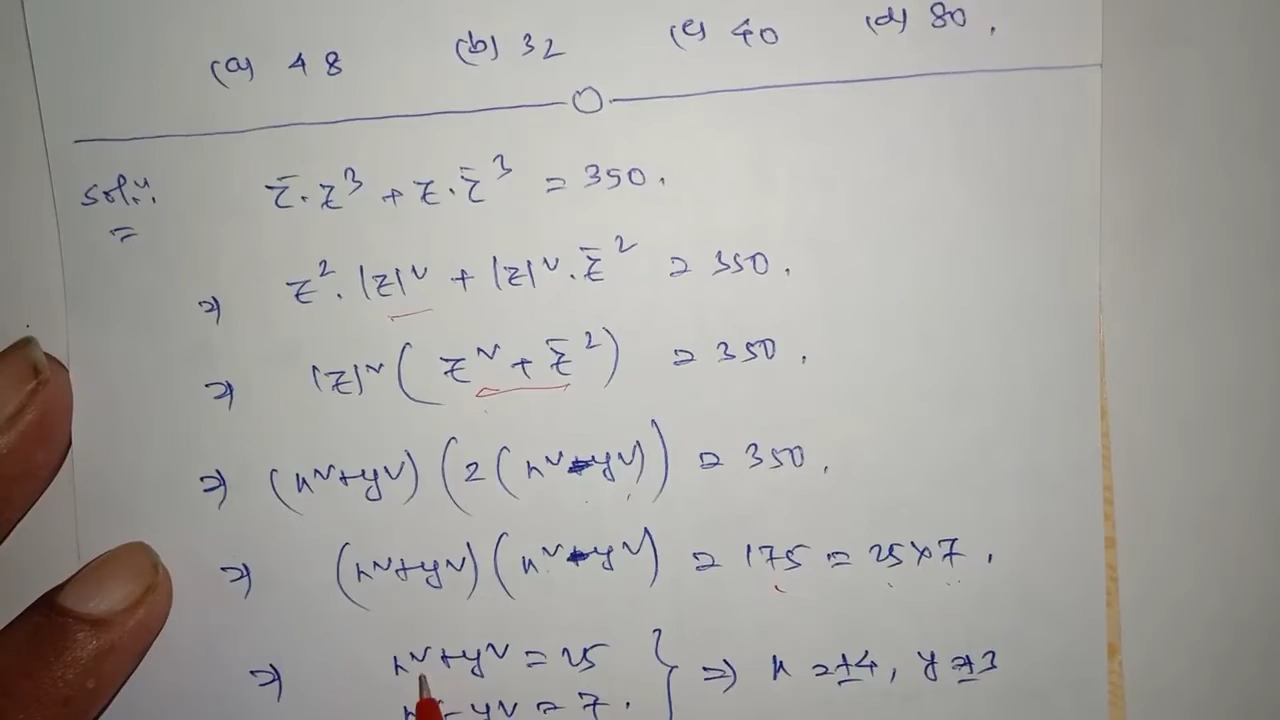 (a) 48 (b) 32 (c) 40 (d) 80.
Soln:
z̄.z³ + z.z̄³ = 350.
⇒ z².|z|² + |z|².z̄² = 350.
⇒ |z|²(z² + z̄²) = 350.
⇒ (x²+y²)(2(x²-y²)) = 350.
⇒ (x²+y²)(x²-y²) = 175 = 25×7.
⇒ x²+y² = 25
x²-y² = 7. } ⇒ x = ±4, y = ±3